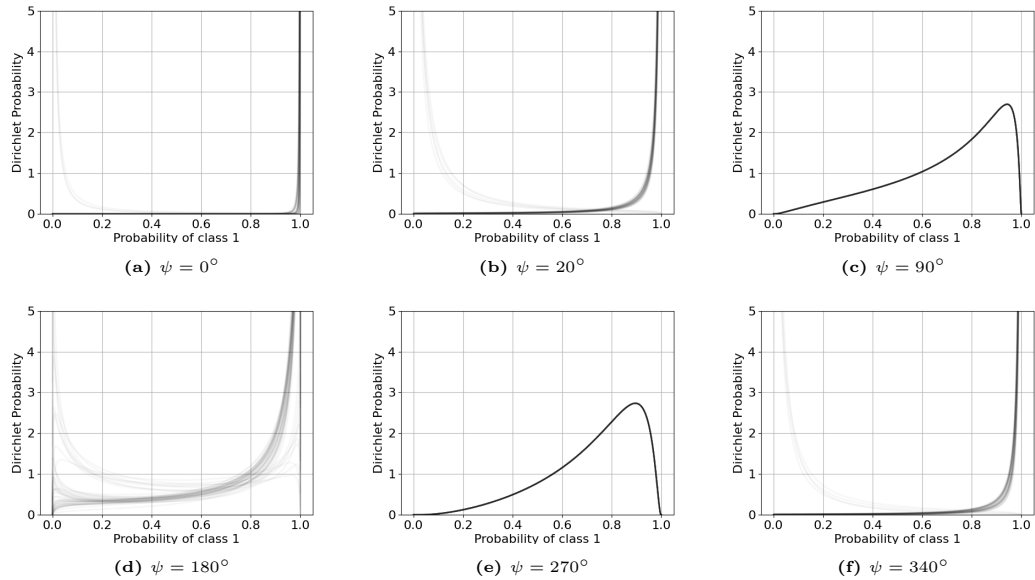 5 5 5
4 4 4
3 3 3
2 2 2
1 1 1
0 0 0
Dirichlet Probability Dirichlet Probability Dirichlet Probability
0.0 0.2 0.4 0.6 0.8 1.0 0.0 0.2 0.4 0.6 0.8 1.0 0.0 0.2 0.4 0.6 0.8 1.0
Probability of class 1 Probability of class 1 Probability of class 1
(a) ψ = 0° (b) ψ = 20° (c) ψ = 90°
5 5 5
4 4 4
3 3 3
2 2 2
1 1 1
0 0 0
Dirichlet Probability Dirichlet Probability Dirichlet Probability
0.0 0.2 0.4 0.6 0.8 1.0 0.0 0.2 0.4 0.6 0.8 1.0 0.0 0.2 0.4 0.6 0.8 1.0
Probability of class 1 Probability of class 1 Probability of class 1
(d) ψ = 180° (e) ψ = 270° (f) ψ = 340°